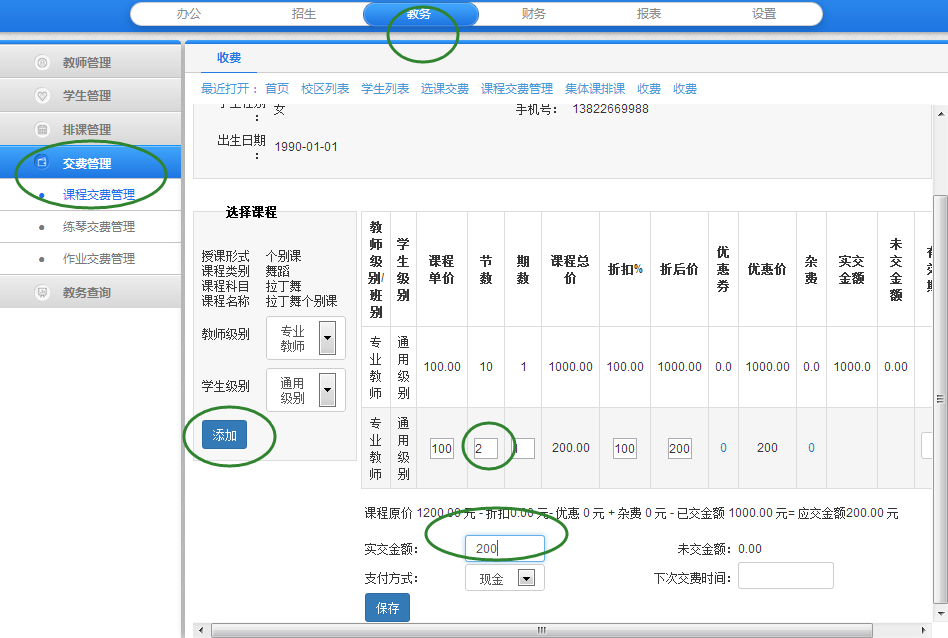 办公 招生 教务 财务 报表 设置
教师管理
学生管理
排课管理
交费管理
课程交费管理
练琴交费管理
作业交费管理
教务查询
收费
最近打开： 首页 校区列表 学生列表 选课交费 课程交费管理 集体课排课 收费 收费
学生性别： 女 手机号： 13822669988
出生日期： 1990-01-01
选择课程
授课形式 个别课
课程类别 舞蹈
课程科目 拉丁舞
课程名称 拉丁舞个别课
教师级别 专业教师
学生级别 通用级别
添加
教师级别/班别 学生级别 课程单价 节数 期数 课程总价 折扣% 折后价 优惠券 优惠价 杂费 实交金额 未交金额
专业教师 通用级别 100.00 10 1 1000.00 100.00 1000.00 0.0 1000.00 0.0 1000.0 0.00
专业教师 通用级别 100 2 1 200.00 100 200 0 200 0
课程原价 1200.00 元 - 折扣0.00 元- 优惠 0 元 + 杂费 0 元 - 已交金额 1000.00 元= 应交金额200.00 元
实交金额： 200 未交金额： 0.00
支付方式： 现金 下次交费时间：
保存